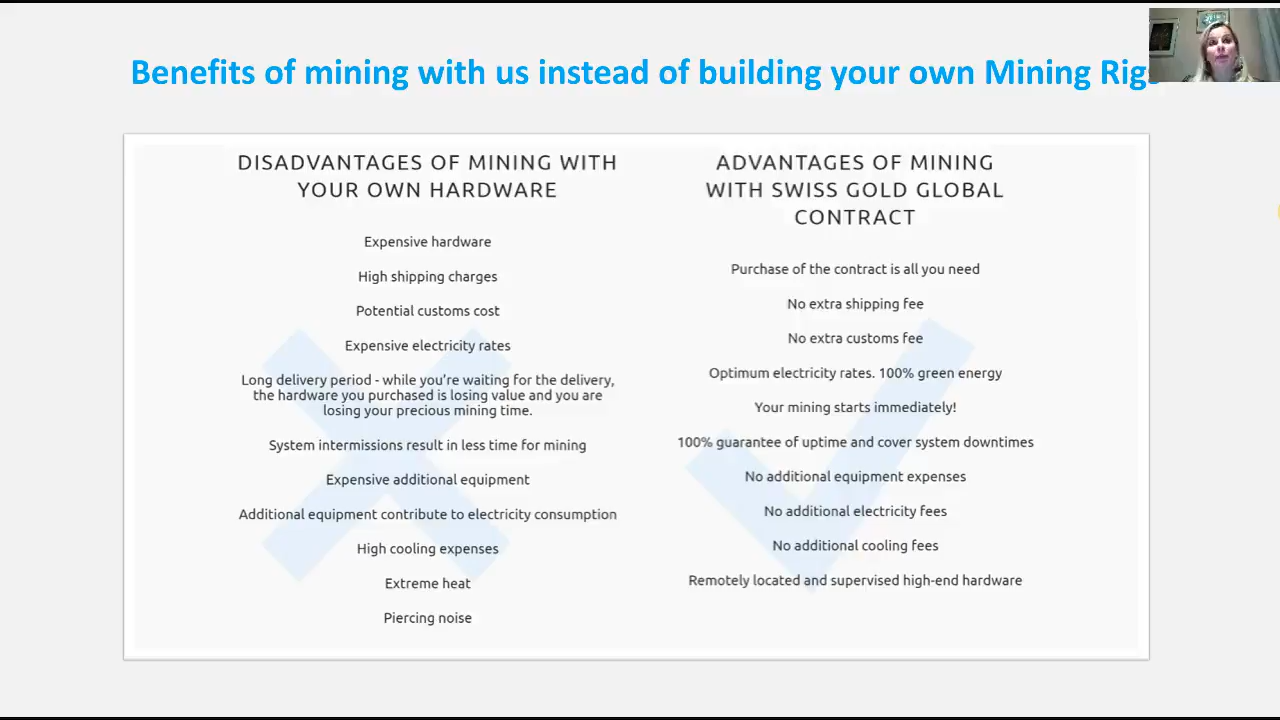 Benefits of mining with us instead of building your own Mining Rigs
DISADVANTAGES OF MINING WITH
YOUR OWN HARDWARE
Expensive hardware
High shipping charges
Potential customs cost
Expensive electricity rates
Long delivery period - while you're waiting for the delivery,
the hardware you purchased is losing value and you are
losing your precious mining time.
System intermissions result in less time for mining
Expensive additional equipment
Additional equipment contribute to electricity consumption
High cooling expenses
Extreme heat
Piercing noise
ADVANTAGES OF MINING
WITH SWISS GOLD GLOBAL
CONTRACT
Purchase of the contract is all you need
No extra shipping fee
No extra customs fee
Optimum electricity rates. 100% green energy
Your mining starts immediately!
100% guarantee of uptime and cover system downtimes
No additional equipment expenses
No additional electricity fees
No additional cooling fees
Remotely located and supervised high-end hardware